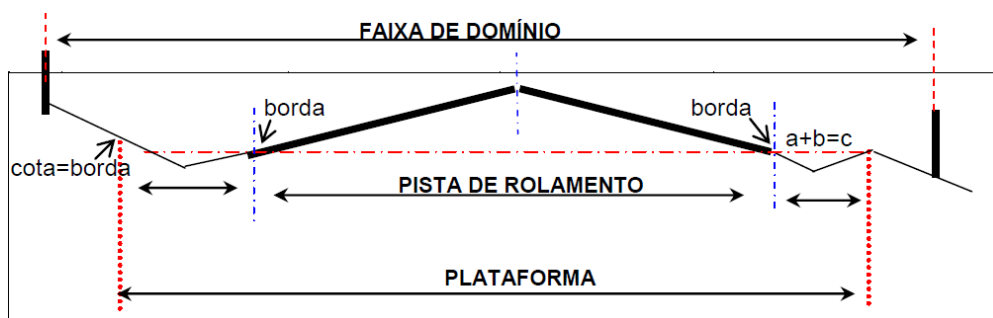 FAIXA DE DOMÍNIO
borda
borda
a+b=c
cota=borda
PISTA DE ROLAMENTO
PLATAFORMA